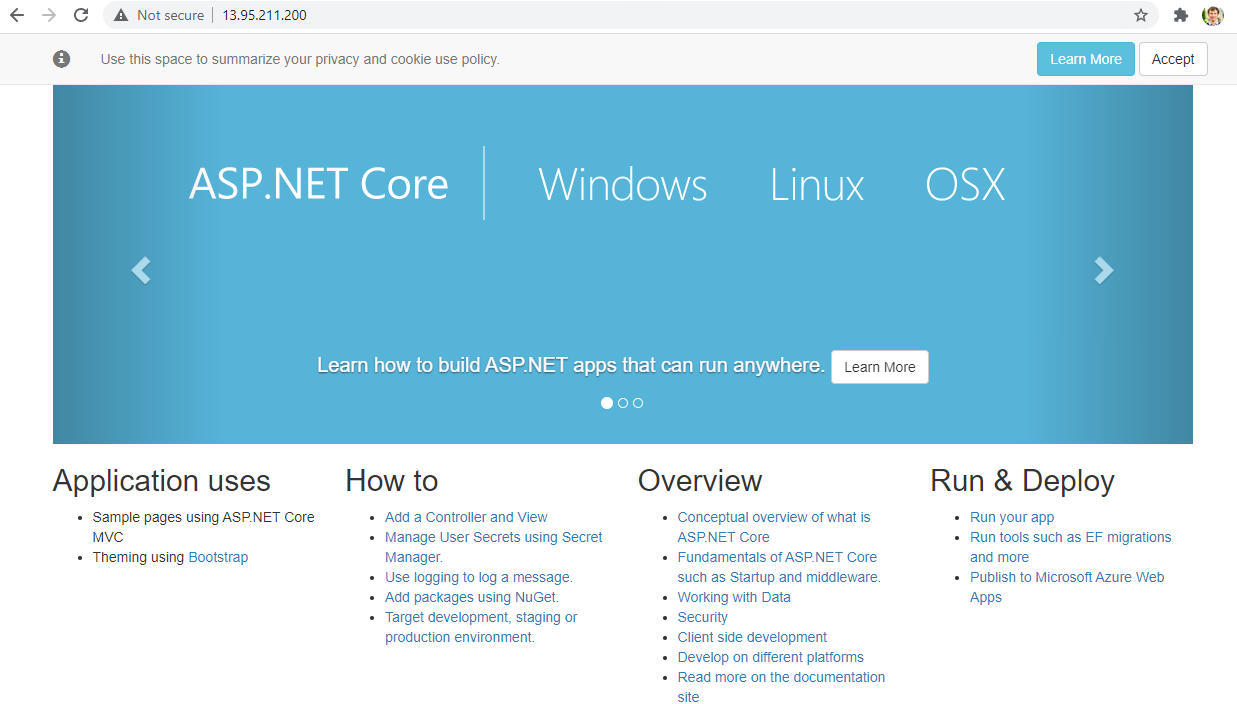 Not secure | 13.95.211.200
Use this space to summarize your privacy and cookie use policy.
Learn More
Accept
ASP.NET Core
Windows
Linux
OSX
Learn how to build ASP.NET apps that can run anywhere.
Learn More
Application uses
Sample pages using ASP.NET Core
MVC
Theming using Bootstrap
How to
Add a Controller and View
Manage User Secrets using Secret
Manager.
Use logging to log a message.
Add packages using NuGet.
Target development, staging or
production environment.
Overview
Conceptual overview of what is
ASP.NET Core
Fundamentals of ASP.NET Core
such as Startup and middleware.
Working with Data
Security
Client side development
Develop on different platforms
Read more on the documentation
site
Run & Deploy
Run your app
Run tools such as EF migrations
and more
Publish to Microsoft Azure Web
Apps